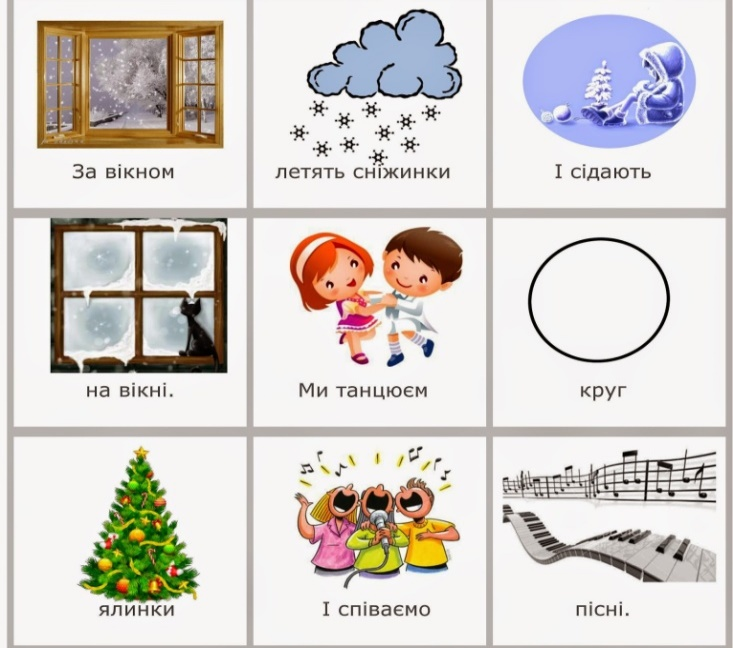 За вікном
летять сніжинки
І сідають
на вікні.
Ми танцюєм
круг
ялинки
І співаємо
пісні.